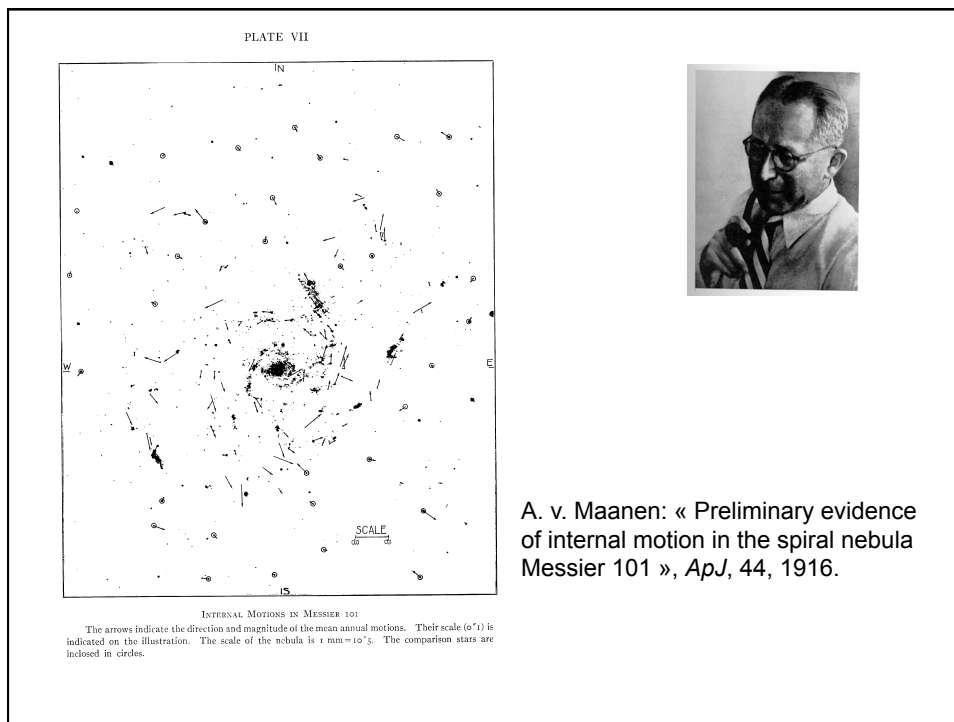 PLATE VII
N
W
E
SCALE
S
INTERNAL MOTIONS IN MESSIER 101
The arrows indicate the direction and magnitude of the mean annual motions. Their scale (0".1) is
indicated on the illustration. The scale of the nebula is 1 mm=10".5. The comparison stars are
inclosed in circles.
A. v. Maanen: « Preliminary evidence
of internal motion in the spiral nebula
Messier 101 », ApJ, 44, 1916.